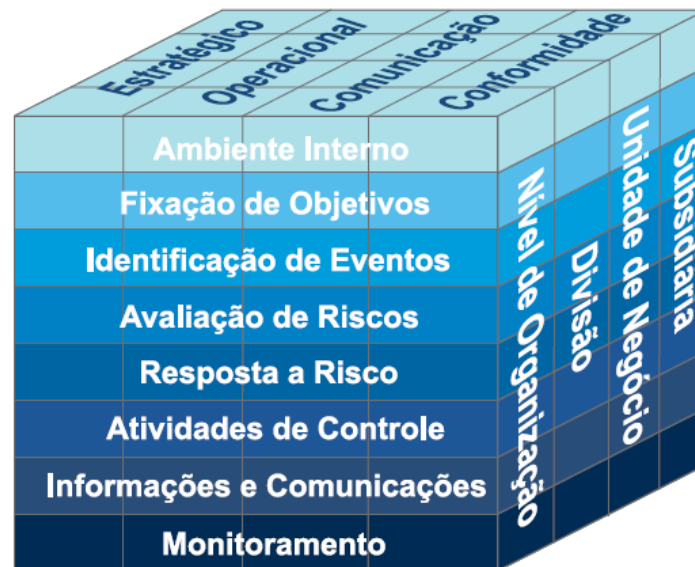 Estratégico
Operacional
Comunicação
Conformidade
Ambiente Interno
Fixação de Objetivos
Identificação de Eventos
Avaliação de Riscos
Resposta a Risco
Atividades de Controle
Informações e Comunicações
Monitoramento
Nível de Organização
Divisão
Unidade de Negócio
Subsidiaria